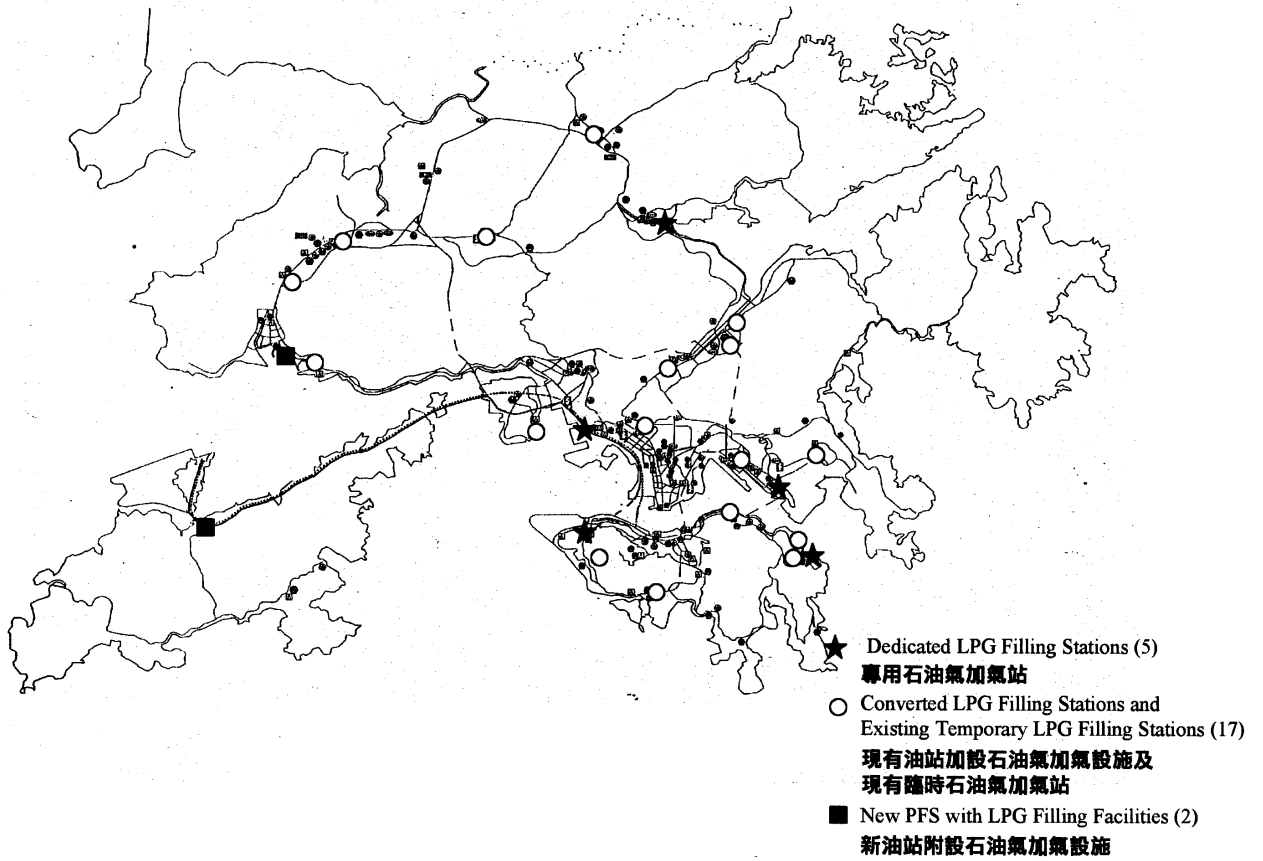 Dedicated LPG Filling Stations (5)
專用石油氣加氣站
Converted LPG Filling Stations and
Existing Temporary LPG Filling Stations (17)
現有油站加設石油氣加氣設施及
現有臨時石油氣加氣站
New PFS with LPG Filling Facilities (2)
新油站附設石油氣加氣設施